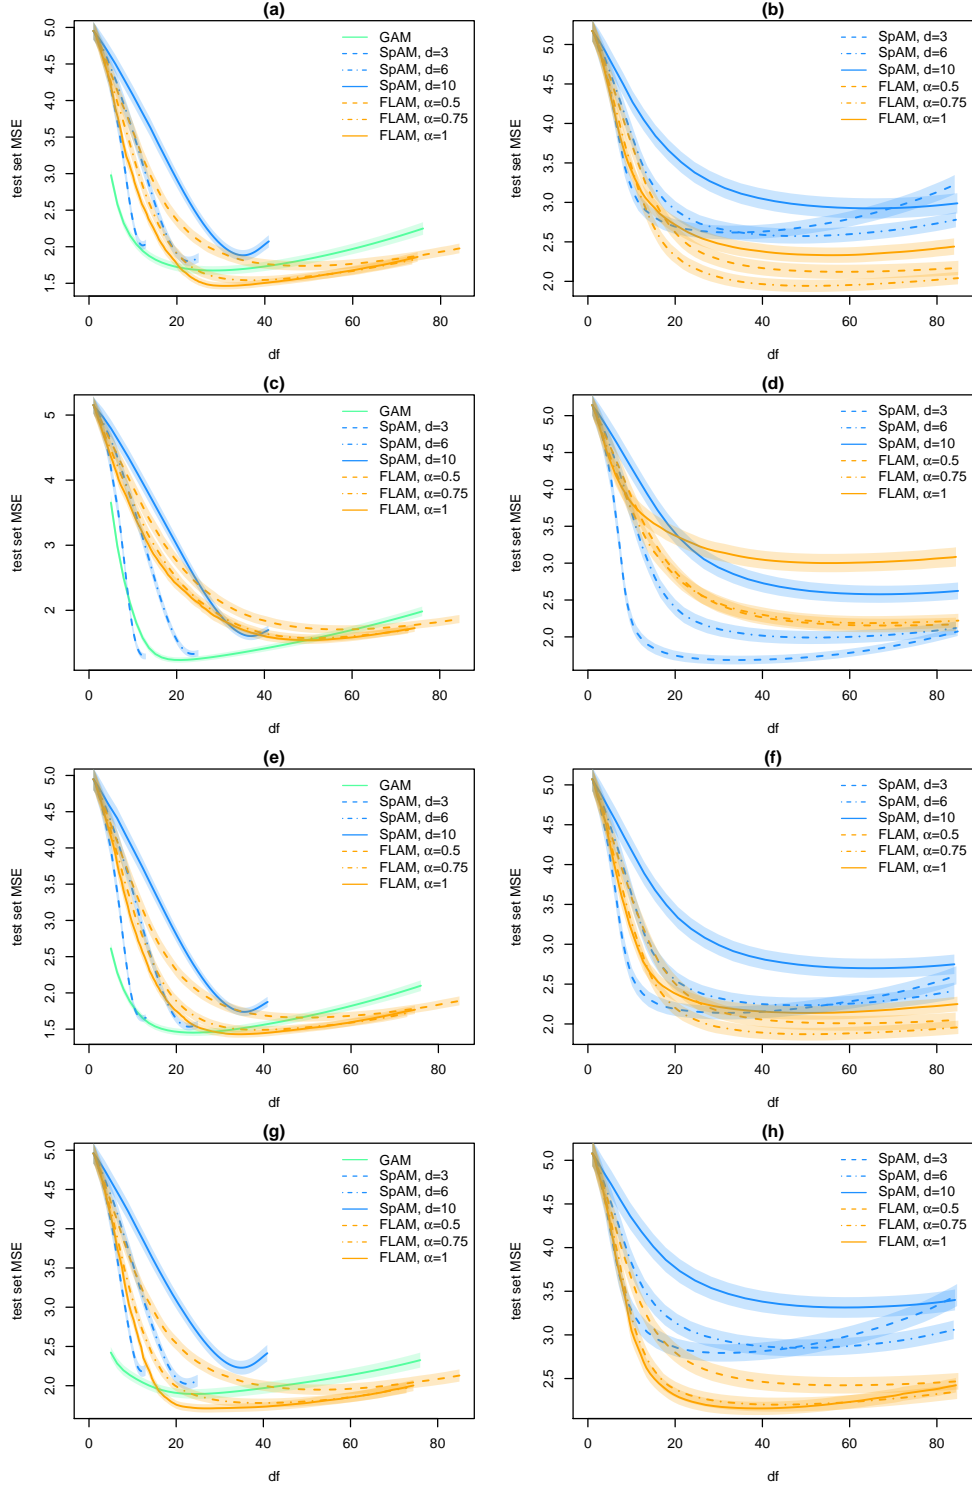 (a)
test set MSE
5.0
4.5
4.0
3.5
3.0
2.5
2.0
1.5
GAM
SpAM, d=3
SpAM, d=6
SpAM, d=10
FLAM, α=0.5
FLAM, α=0.75
FLAM, α=1
0 20 40 60 80
df
(b)
test set MSE
5.0
4.5
4.0
3.5
3.0
2.5
2.0
SpAM, d=3
SpAM, d=6
SpAM, d=10
FLAM, α=0.5
FLAM, α=0.75
FLAM, α=1
0 20 40 60 80
df
(c)
test set MSE
5
4
3
2
GAM
SpAM, d=3
SpAM, d=6
SpAM, d=10
FLAM, α=0.5
FLAM, α=0.75
FLAM, α=1
0 20 40 60 80
df
(d)
test set MSE
5.0
4.5
4.0
3.5
3.0
2.5
2.0
SpAM, d=3
SpAM, d=6
SpAM, d=10
FLAM, α=0.5
FLAM, α=0.75
FLAM, α=1
0 20 40 60 80
df
(e)
test set MSE
5.0
4.5
4.0
3.5
3.0
2.5
2.0
1.5
GAM
SpAM, d=3
SpAM, d=6
SpAM, d=10
FLAM, α=0.5
FLAM, α=0.75
FLAM, α=1
0 20 40 60 80
df
(f)
test set MSE
5.0
4.5
4.0
3.5
3.0
2.5
2.0
SpAM, d=3
SpAM, d=6
SpAM, d=10
FLAM, α=0.5
FLAM, α=0.75
FLAM, α=1
0 20 40 60 80
df
(g)
test set MSE
5.0
4.5
4.0
3.5
3.0
2.5
2.0
GAM
SpAM, d=3
SpAM, d=6
SpAM, d=10
FLAM, α=0.5
FLAM, α=0.75
FLAM, α=1
0 20 40 60 80
df
(h)
test set MSE
5.0
4.5
4.0
3.5
3.0
2.5
SpAM, d=3
SpAM, d=6
SpAM, d=10
FLAM, α=0.5
FLAM, α=0.75
FLAM, α=1
0 20 40 60 80
df